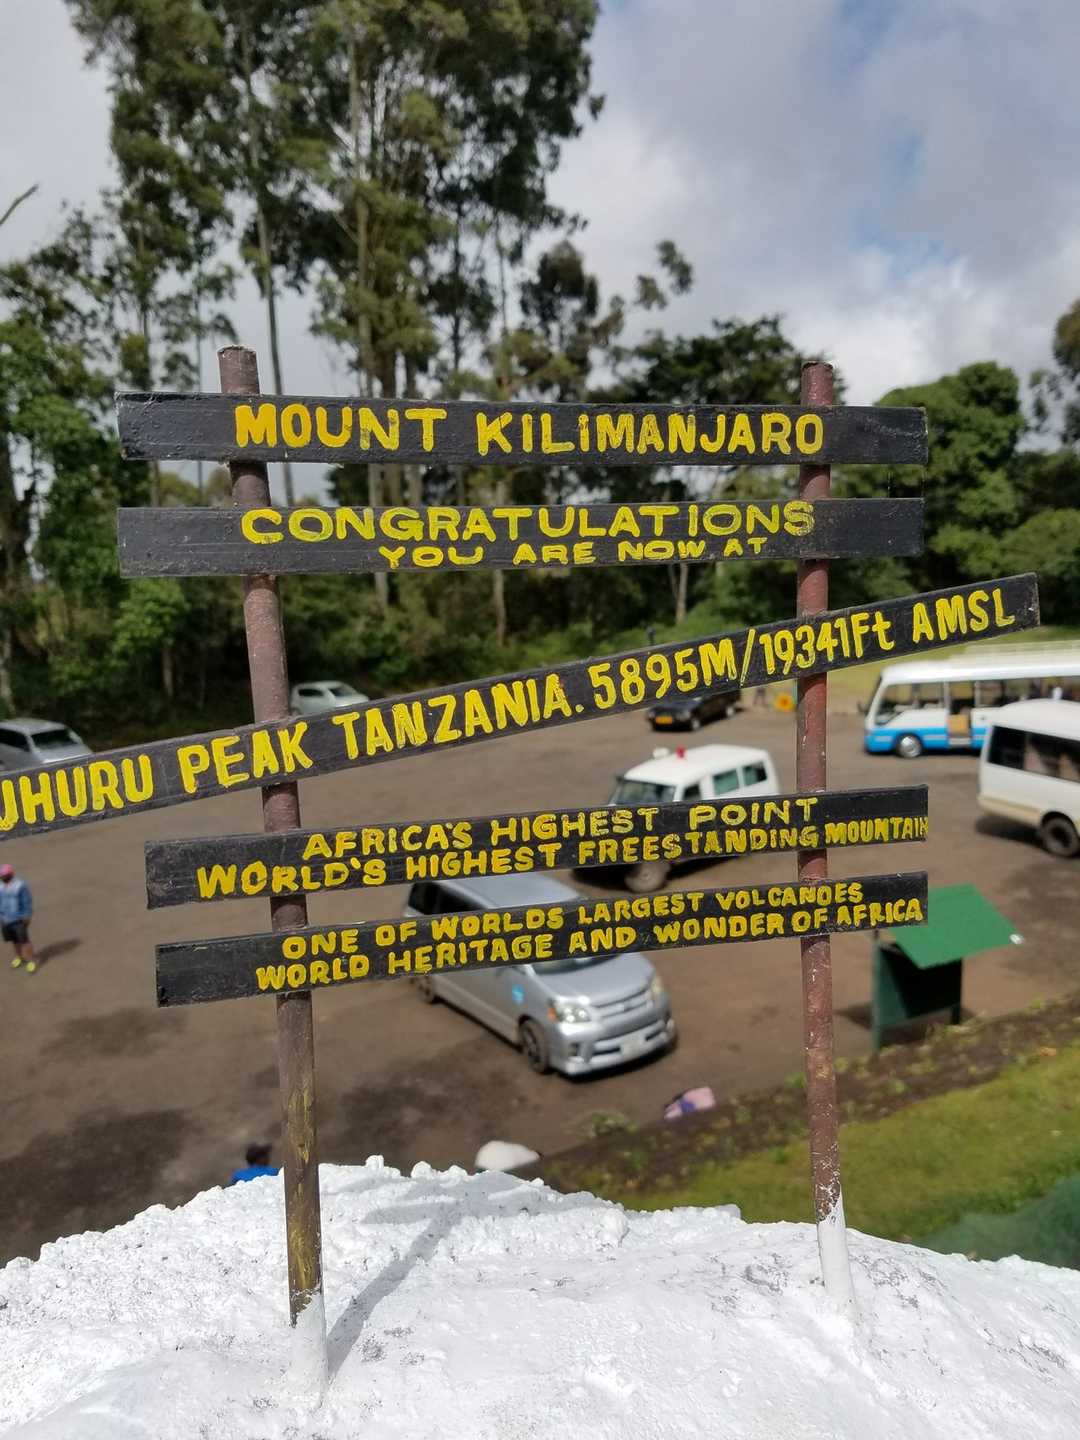 MOUNT KILIMANJARO
CONGRATULATIONS
YOU ARE NOW AT
UHURU PEAK TANZANIA. 5895M/19341Ft AMSL
AFRICA'S HIGHEST POINT
WORLD'S HIGHEST FREESTANDING MOUNTAIN
ONE OF WORLDS LARGEST VOLCANOES
WORLD HERITAGE AND WONDER OF AFRICA